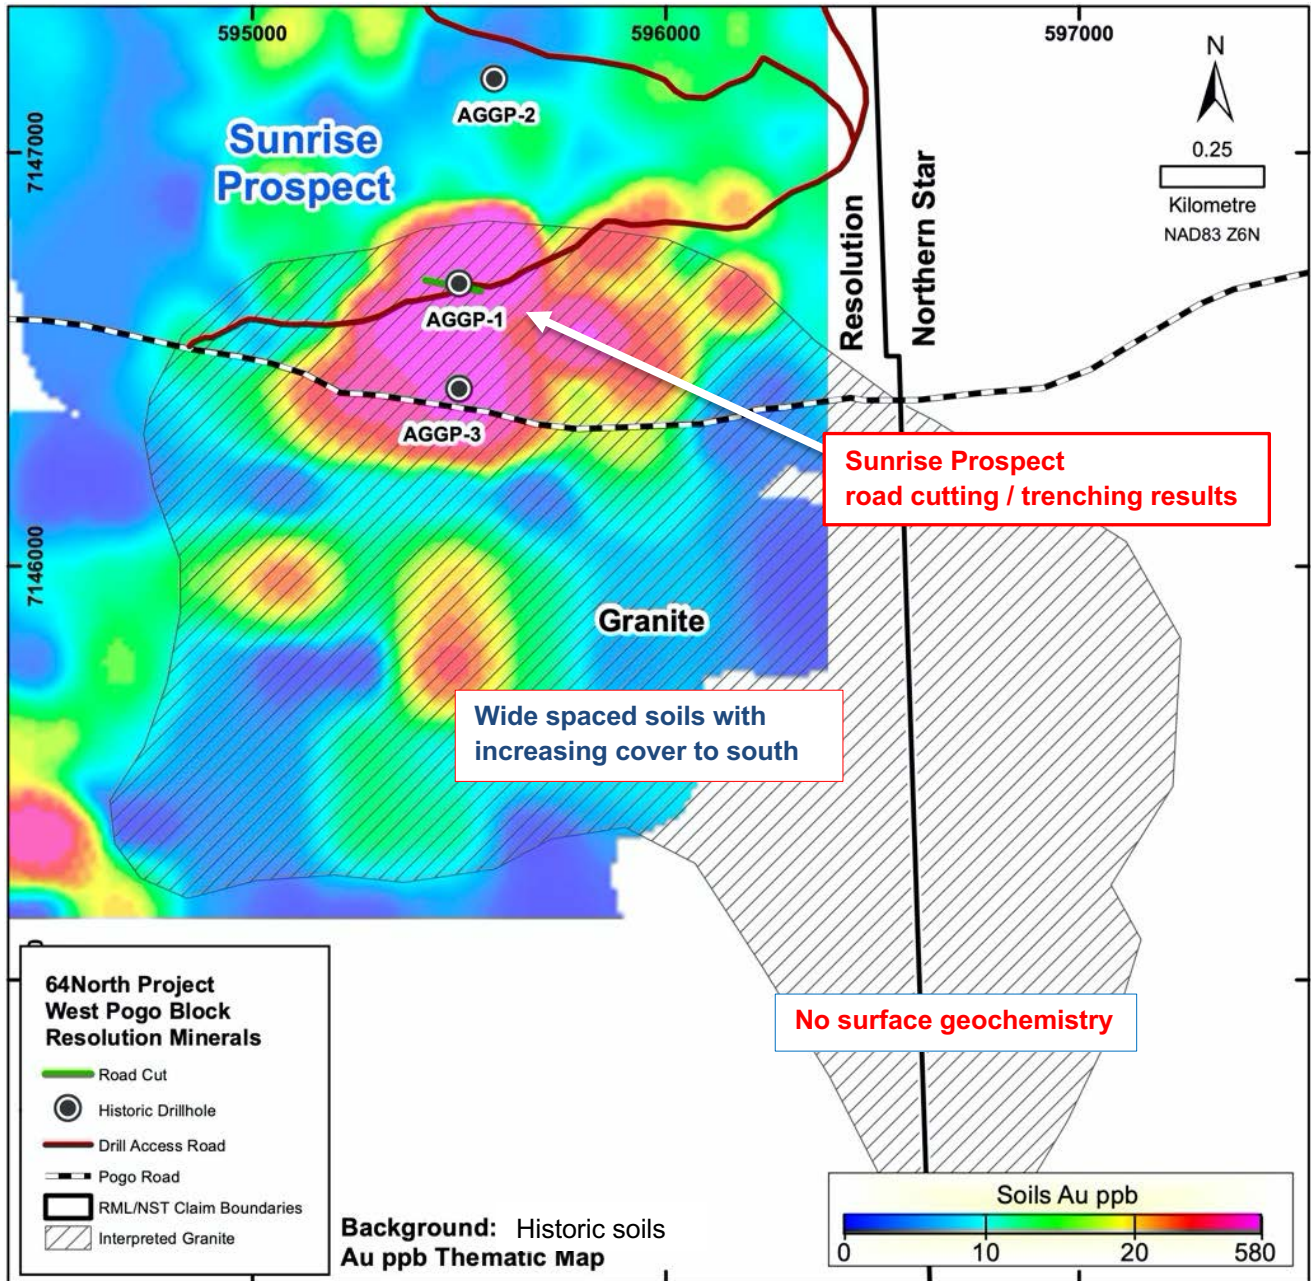 595000
596000
597000
N
0.25
Kilometre
NAD83 Z6N
7147000
7146000
AGGP-2
Sunrise
Prospect
AGGP-1
AGGP-3
Resolution
Northern Star
Sunrise Prospect
road cutting / trenching results
Granite
Wide spaced soils with
increasing cover to south
No surface geochemistry
64North Project
West Pogo Block
Resolution Minerals
Road Cut
Historic Drillhole
Drill Access Road
Pogo Road
RML/NST Claim Boundaries
Interpreted Granite
Background: Historic soils
Au ppb Thematic Map
Soils Au ppb
0 10 20 580